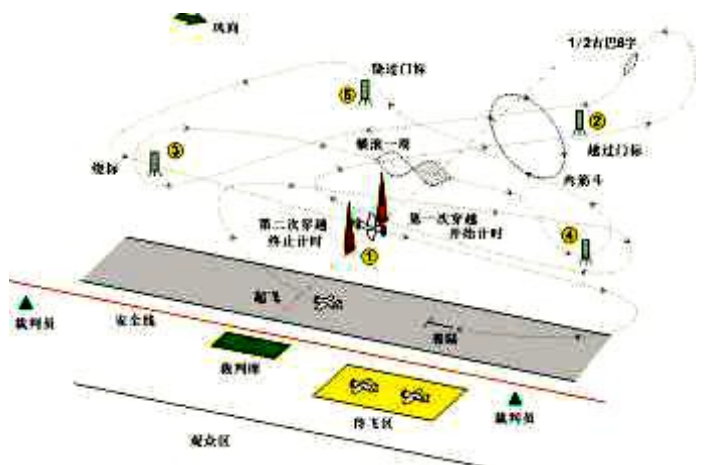 风向
1/2古巴8字
绕过门标
⑤
②
越过门标
③
横滚一周
绕标
内筋斗
第二次穿越
终止计时
第一次穿越
开始计时
④
①
起飞
着陆
裁判员
安全线
裁判席
裁判员
停飞区
观众区